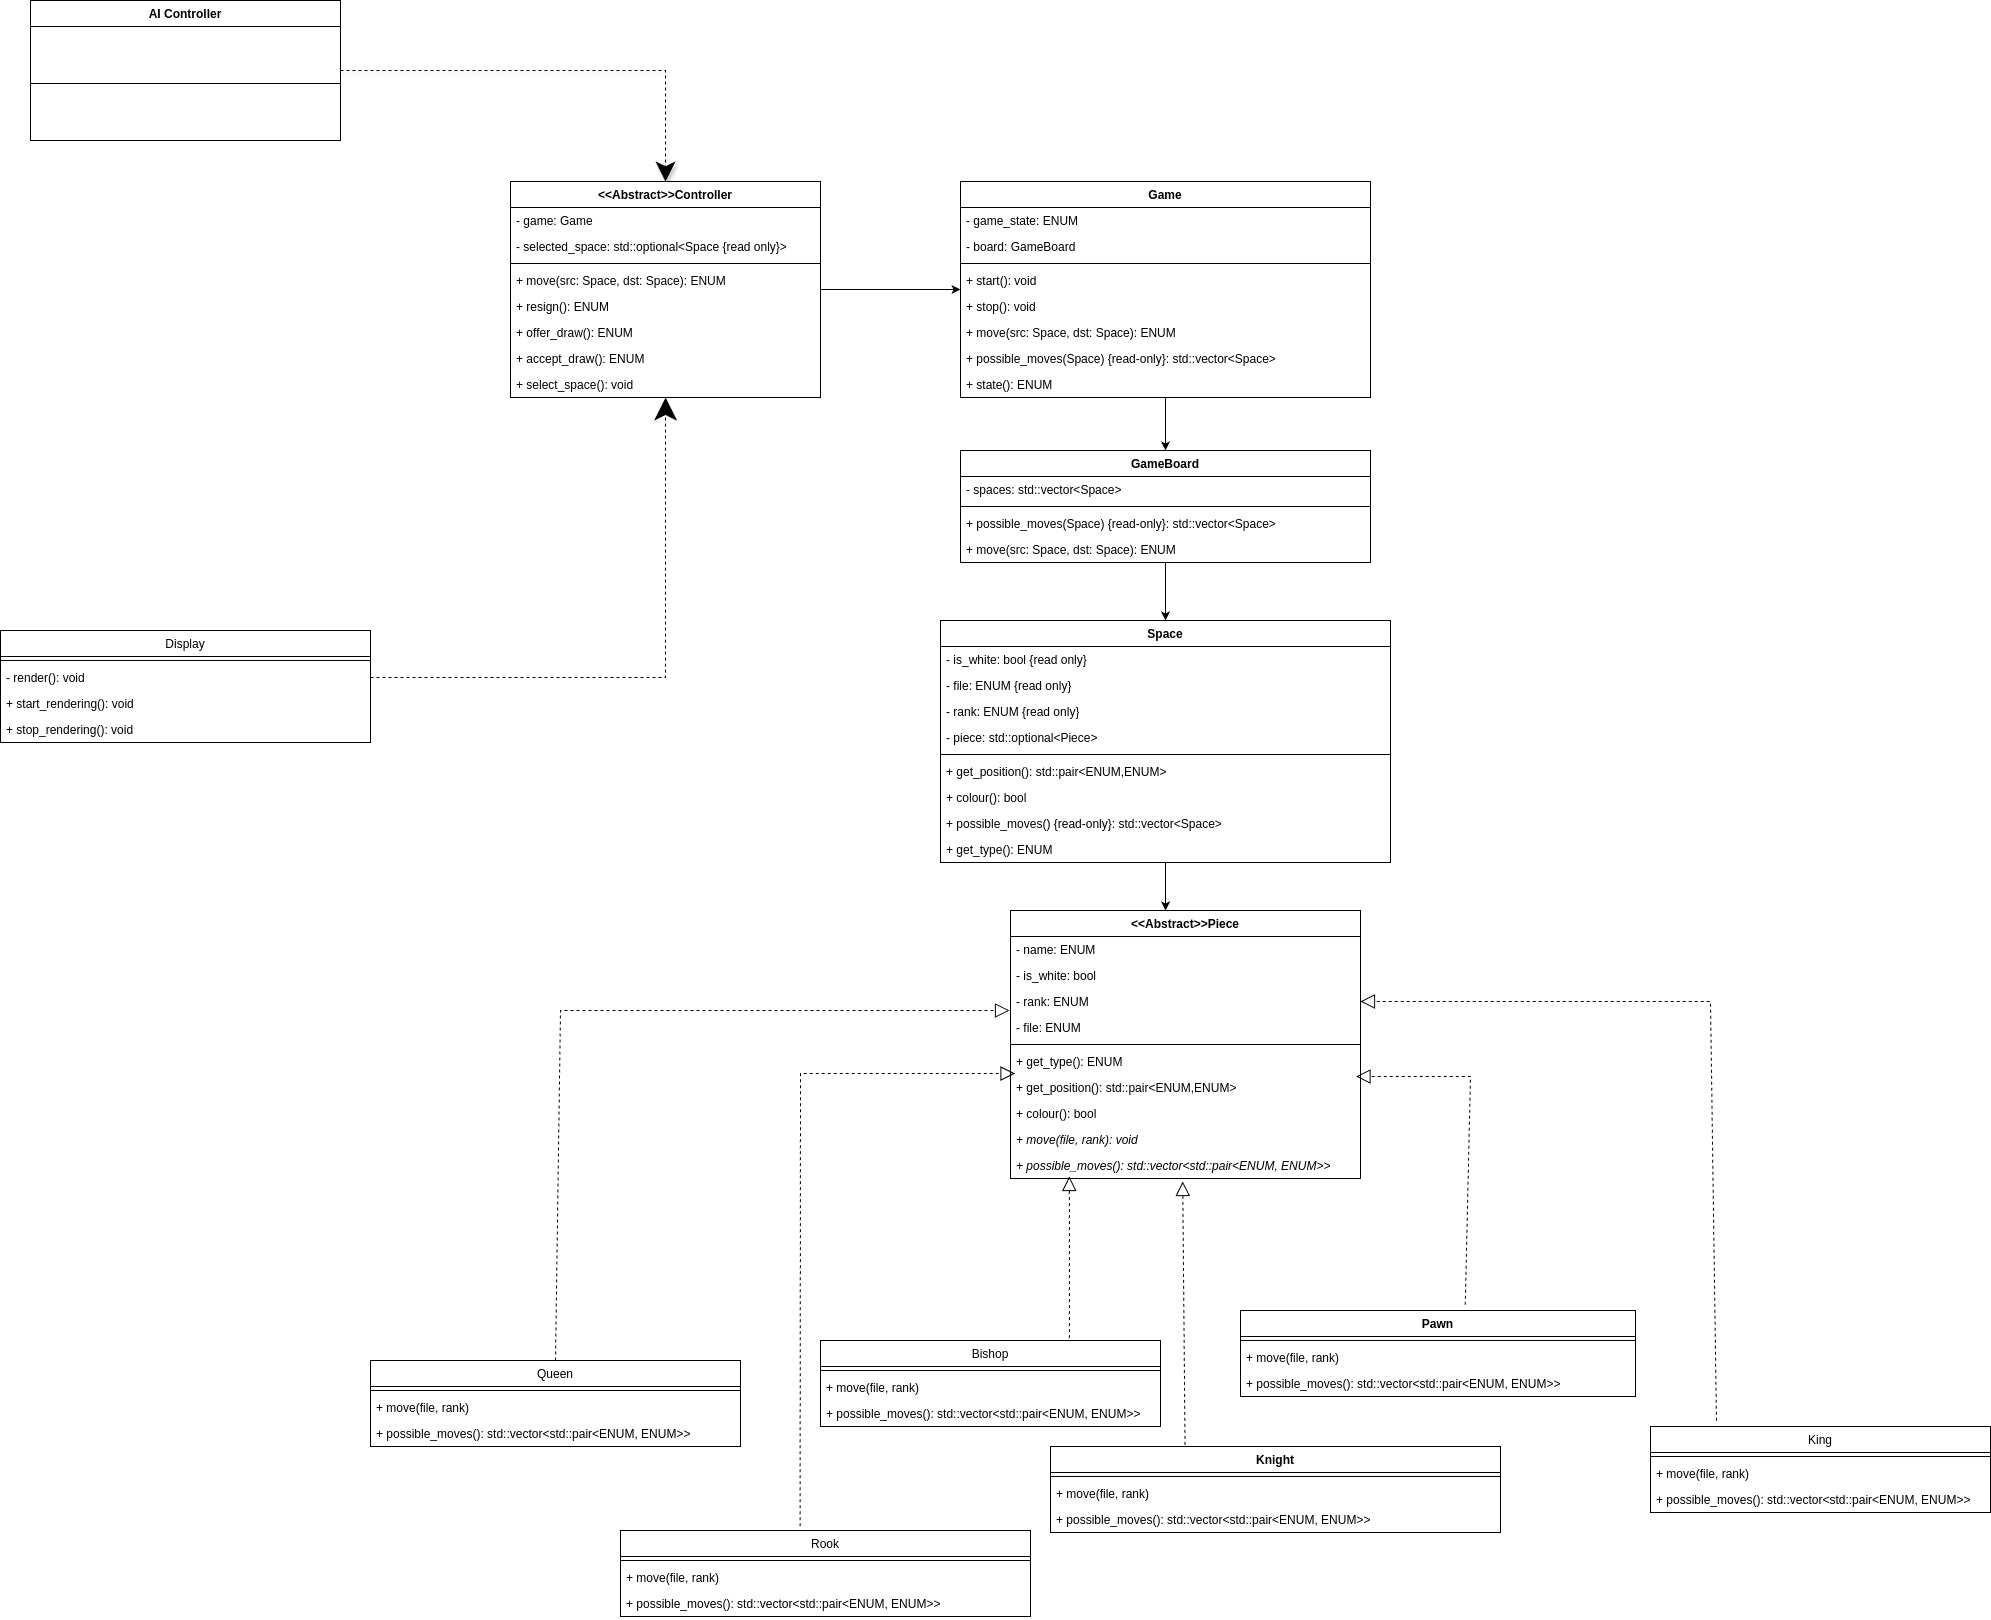 AI Controller
<<Abstract>>Controller
- game: Game
- selected_space: std::optional<Space {read only}>
+ move(src: Space, dst: Space): ENUM
+ resign(): ENUM
+ offer_draw(): ENUM
+ accept_draw(): ENUM
+ select_space(): void
Game
- game_state: ENUM
- board: GameBoard
+ start(): void
+ stop(): void
+ move(src: Space, dst: Space): ENUM
+ possible_moves(Space) {read-only}: std::vector<Space>
+ state(): ENUM
GameBoard
- spaces: std::vector<Space>
+ possible_moves(Space) {read-only}: std::vector<Space>
+ move(src: Space, dst: Space): ENUM
Display
- render(): void
+ start_rendering(): void
+ stop_rendering(): void
Space
- is_white: bool {read only}
- file: ENUM {read only}
- rank: ENUM {read only}
- piece: std::optional<Piece>
+ get_position(): std::pair<ENUM,ENUM>
+ colour(): bool
+ possible_moves() {read-only}: std::vector<Space>
+ get_type(): ENUM
<<Abstract>>Piece
- name: ENUM
- is_white: bool
- rank: ENUM
- file: ENUM
+ get_type(): ENUM
+ get_position(): std::pair<ENUM,ENUM>
+ colour(): bool
+ move(file, rank): void
+ possible_moves(): std::vector<std::pair<ENUM, ENUM>>
Queen
+ move(file, rank)
+ possible_moves(): std::vector<std::pair<ENUM, ENUM>>
Bishop
+ move(file, rank)
+ possible_moves(): std::vector<std::pair<ENUM, ENUM>>
Pawn
+ move(file, rank)
+ possible_moves(): std::vector<std::pair<ENUM, ENUM>>
Rook
+ move(file, rank)
+ possible_moves(): std::vector<std::pair<ENUM, ENUM>>
Knight
+ move(file, rank)
+ possible_moves(): std::vector<std::pair<ENUM, ENUM>>
King
+ move(file, rank)
+ possible_moves(): std::vector<std::pair<ENUM, ENUM>>